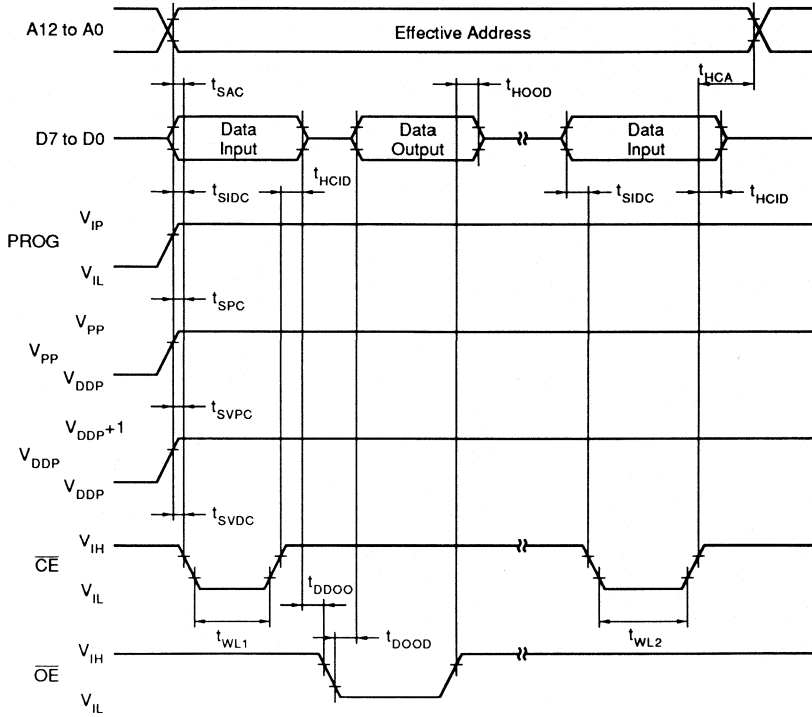 A12 to A0
Effective Address
tSAC
tHOOD
tHCA
D7 to D0
Data
Input
Data
Output
Data
Input
tSIDC
tHCID
tSIDC
tHCID
VIP
PROG
VIL
tSPC
VPP
VPP
VDDP
tSVPC
VDDP+1
VDDP
VDDP
tSVDC
VIH
CE
VIL
tDDOO
tWL1
tDOOD
tWL2
VIH
OE
VIL